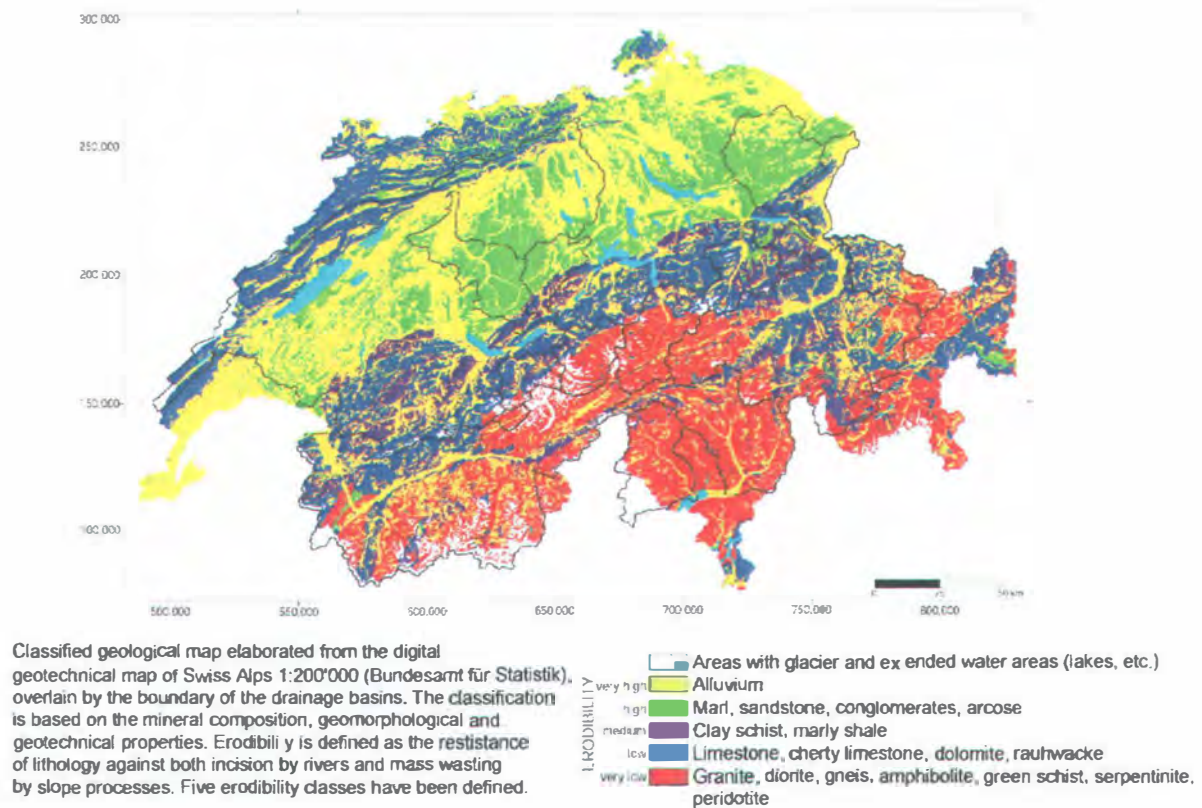 300,000
250,000
200,000
150,000
100,000
550,000
600,000
650,000
700,000
750,000
800,000
Classified geological map elaborated from the digital
geotechnical map of Swiss Alps 1:200'000 (Bundesamt für Statistik),
overlain by the boundary of the drainage basins. The classification
is based on the mineral composition, geomorphological and
geotechnical properties. Erodibili y is defined as the restistance
of lithology against both incision by rivers and mass wasting
by slope processes. Five erodibility classes have been defined.
ERODIBILITY
Areas with glacier and ex ended water areas (lakes, etc.)
very high Alluvium
high Marl, sandstone, conglomerates, arcose
medium Clay schist, marly shale
low Limestone, cherty limestone, dolomite, rauhwacke
very low Granite, diorite, gneis, amphibolite, green schist, serpentinite,
peridotite